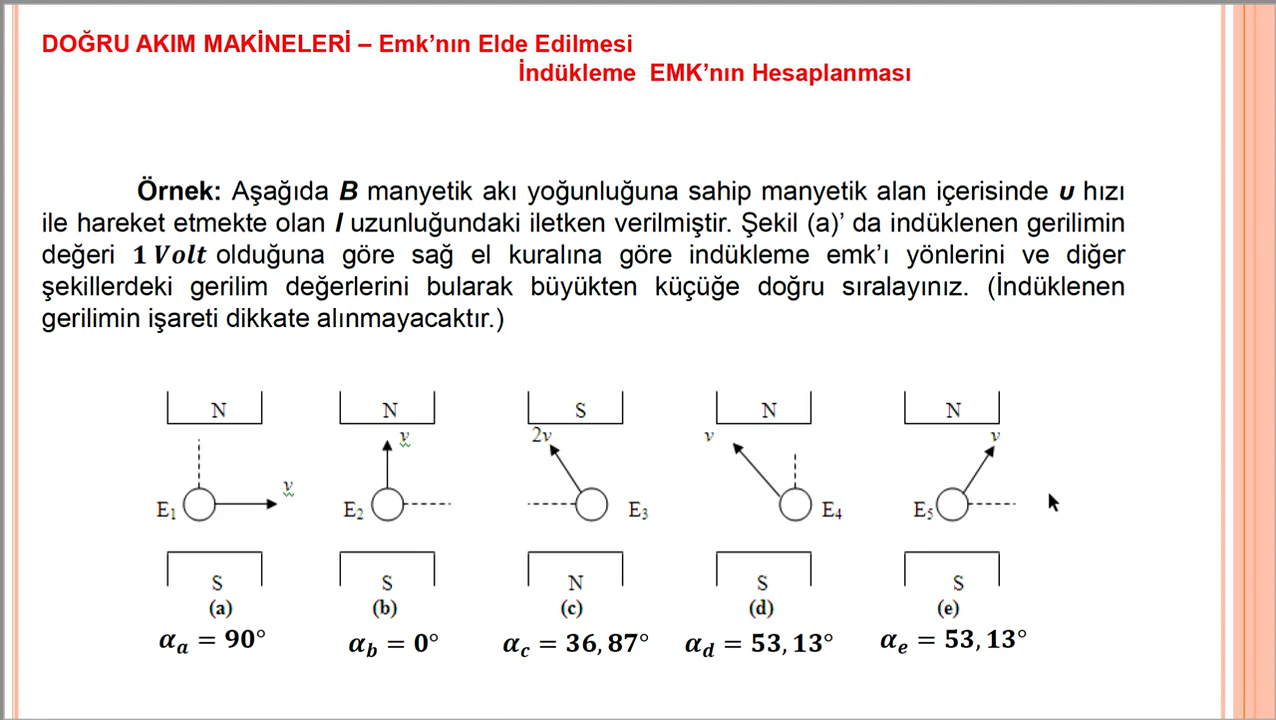 DOĞRU AKIM MAKİNELERİ – Emk’nın Elde Edilmesi
İndükleme EMK’nın Hesaplanması
Örnek: Aşağıda B manyetik akı yoğunluğuna sahip manyetik alan içerisinde u hızı
ile hareket etmekte olan l uzunluğundaki iletken verilmiştir. Şekil (a)’ da indüklenen gerilimin
değeri 1 Volt olduğuna göre sağ el kuralına göre indükleme emk’ı yönlerini ve diğer
şekillerdeki gerilim değerlerini bularak büyükten küçüğe doğru sıralayınız. (İndüklenen
gerilimin işareti dikkate alınmayacaktır.)
N N S N N
v 2v v v
v
E1 E2 E3 E4 E5
S S N S S
(a) (b) (c) (d) (e)
αa = 90° αb = 0° αc = 36,87° αd = 53,13° αe = 53,13°